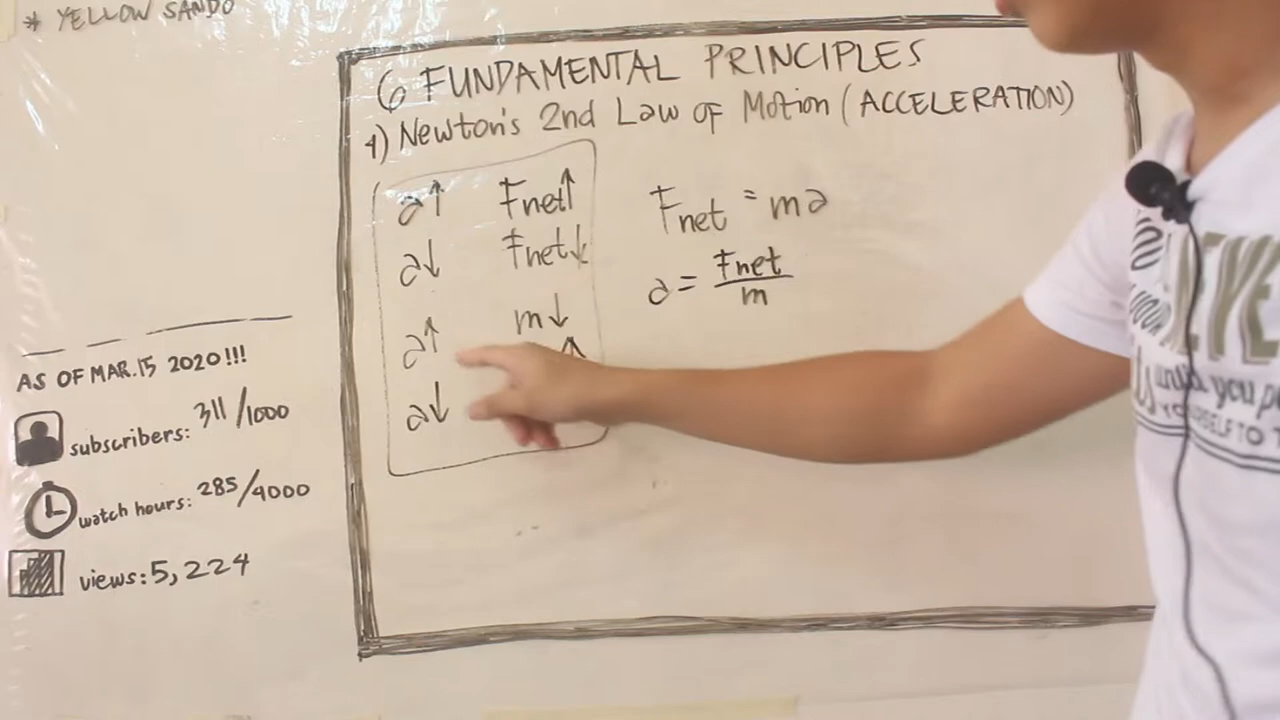 * YELLOW SANDO
6 FUNDAMENTAL PRINCIPLES
1) Newton's 2nd Law of Motion (ACCELERATION)
a↑ Fnet↑
a↓ Fnet↓
a↑ m↓
a↓ ↑
Fnet = ma
a = Fnet
m
AS OF MAR. 15 2020!!!
subscribers: 311/1000
watch hours: 285/4000
views: 5,224